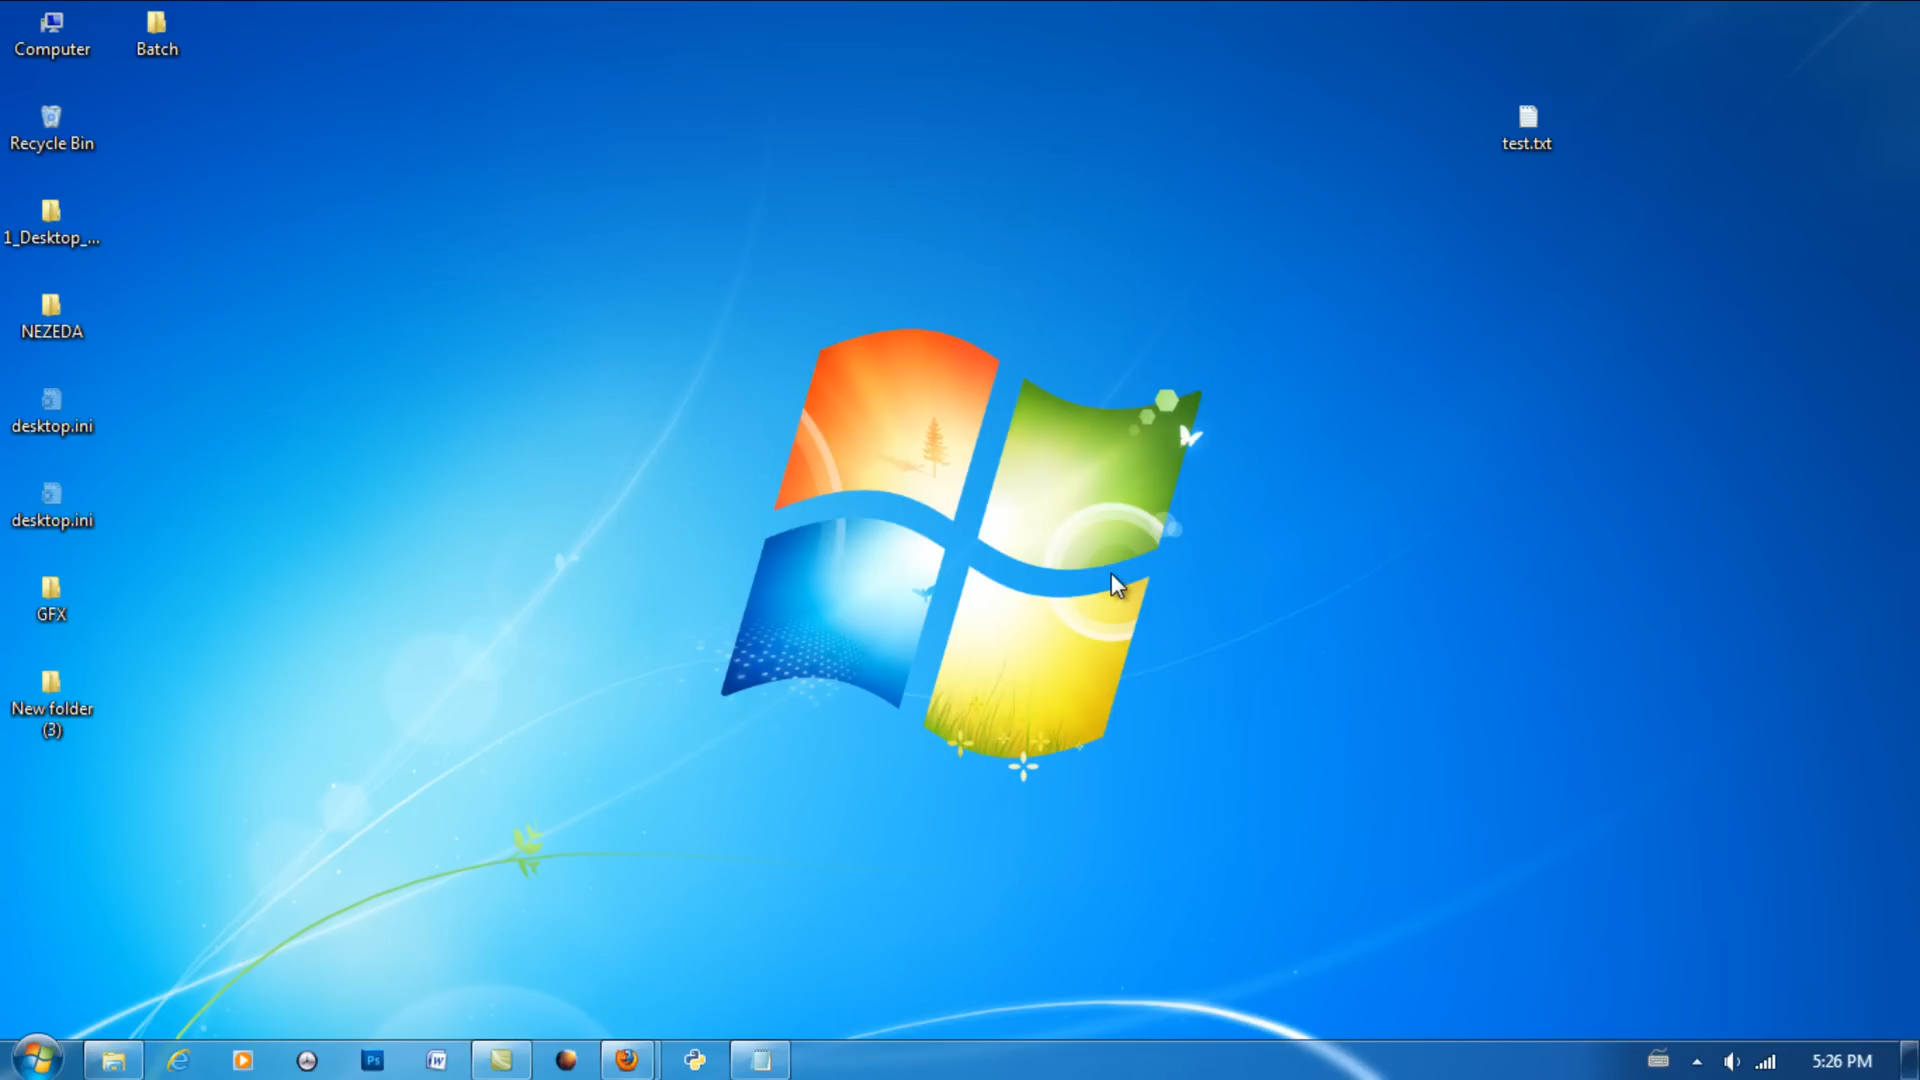 Computer
Batch
Recycle Bin
test.txt
1_Desktop_...
NEZEDA
desktop.ini
desktop.ini
GFX
New folder
(3)
Ps
W
5:26 PM